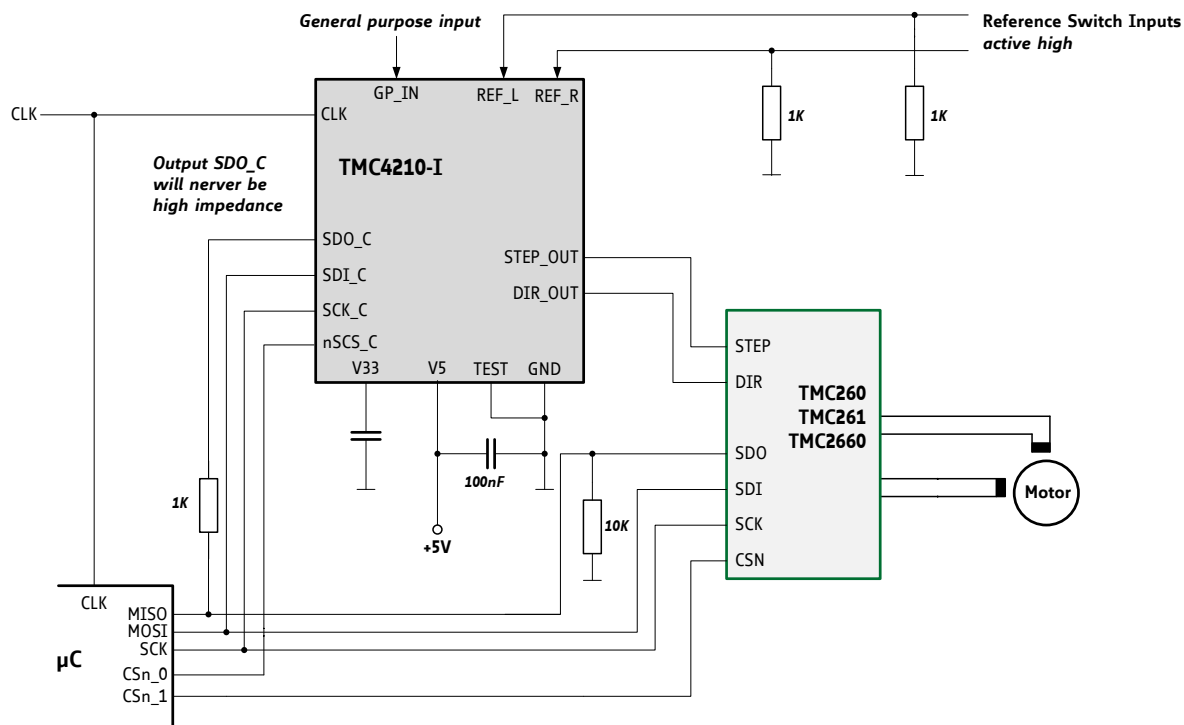 General purpose input
Reference Switch Inputs
active high
GP_IN
REF_L
REF_R
CLK
CLK
1K
1K
TMC4210-I
Output SDO_C
will nerver be
high impedance
SDO_C
SDI_C
SCK_C
nSCS_C
STEP_OUT
DIR_OUT
V33
V5
TEST
GND
100nF
+5V
1K
10K
STEP
DIR
TMC260
TMC261
TMC2660
SDO
SDI
SCK
CSN
Motor
CLK
MISO
MOSI
SCK
µC
CSn_0
CSn_1